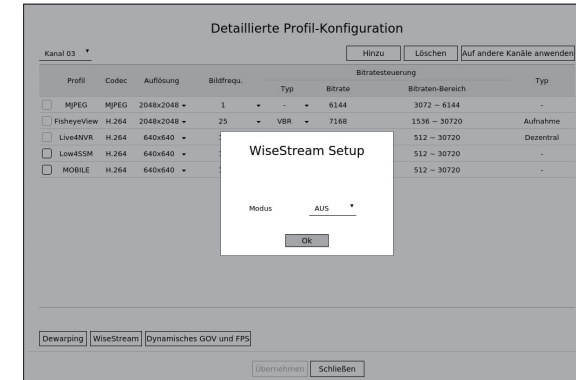 Detaillierte Profil-Konfiguration
Kanal 03
Hinzu Löschen Auf andere Kanäle anwenden
Profil Codec Auflösung Bildfrequ. Bitratesteuerung Typ
Typ Bitrate Bitraten-Bereich
MJPEG MJPEG 2048x2048 1 - 6144 3072 ~ 6144 -
FisheyeView H.264 2048x2048 25 VBR 7168 1536 ~ 30720 Aufnahme
Live4NVR H.264 640x640 512 ~ 30720 Dezentral
Low4SSM H.264 640x640 512 ~ 30720 -
MOBILE H.264 640x640 512 ~ 30720 -
WiseStream Setup
Modus AUS
Ok
Dewarping WiseStream Dynamisches GOV und FPS
Übernehmen Schließen